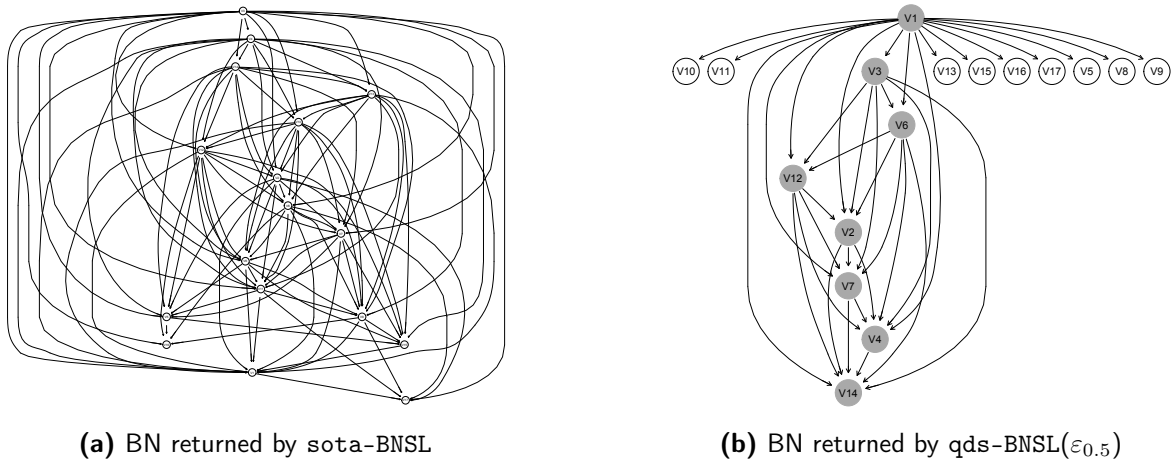 V1
V10 V11 V3 V13 V15 V16 V17 V5 V8 V9
V6
V12
V2
V7
V4
V14
(a) BN returned by sota-BNSL
(b) BN returned by qds-BNSL(ε0.5)